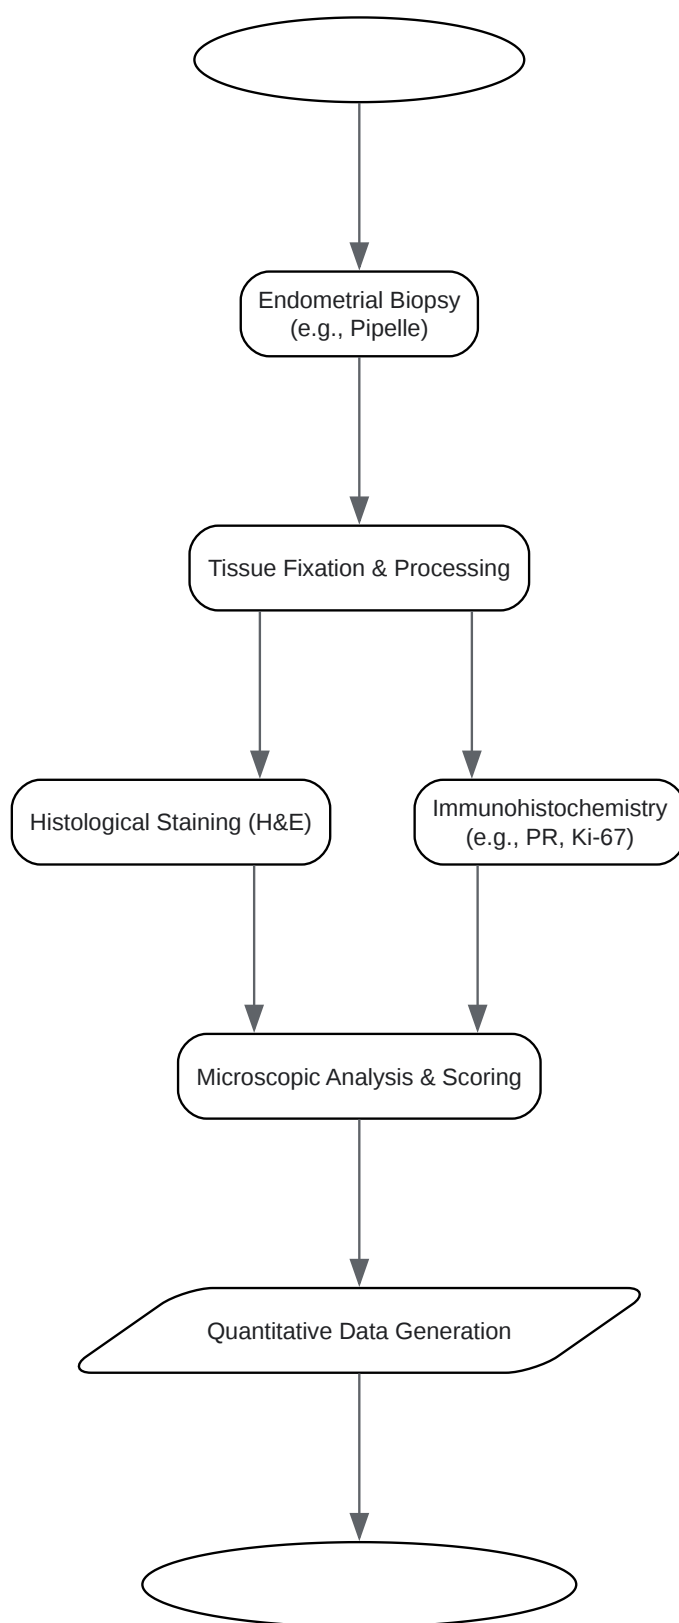 Endometrial Biopsy
(e.g., Pipelle)
Tissue Fixation & Processing
Histological Staining (H&E)
Immunohistochemistry
(e.g., PR, Ki-67)
Microscopic Analysis & Scoring
Quantitative Data Generation